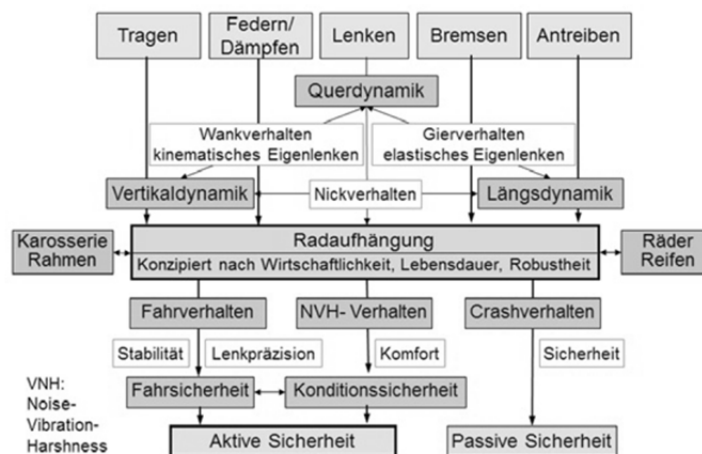 Tragen
Federn/
Dämpfen
Lenken
Bremsen
Antreiben
Querdynamik
Wankverhalten
kinematisches Eigenlenken
Gierverhalten
elastisches Eigenlenken
Vertikaldynamik
Nickverhalten
Längsdynamik
Karosserie
Rahmen
Radaufhängung
Konzipiert nach Wirtschaftlichkeit, Lebensdauer, Robustheit
Räder
Reifen
Fahrverhalten
NVH- Verhalten
Crashverhalten
Stabilität
Lenkpräzision
Komfort
Sicherheit
VNH:
Noise-
Vibration-
Harshness
Fahrsicherheit
Konditionssicherheit
Aktive Sicherheit
Passive Sicherheit